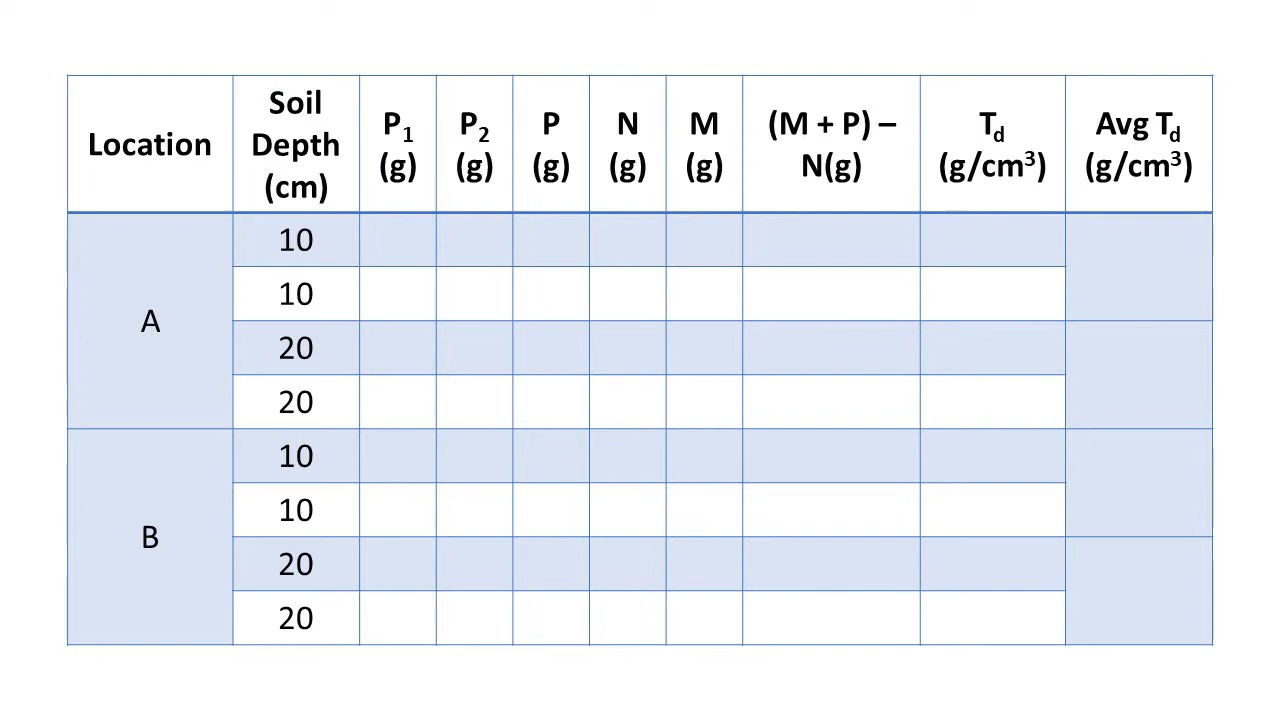 Location
Soil
Depth
(cm)
P₁
(g)
P₂
(g)
P
(g)
N
(g)
M
(g)
(M + P) –
N(g)
T_d
(g/cm³)
Avg T_d
(g/cm³)
A
10
10
20
20
B
10
10
20
20